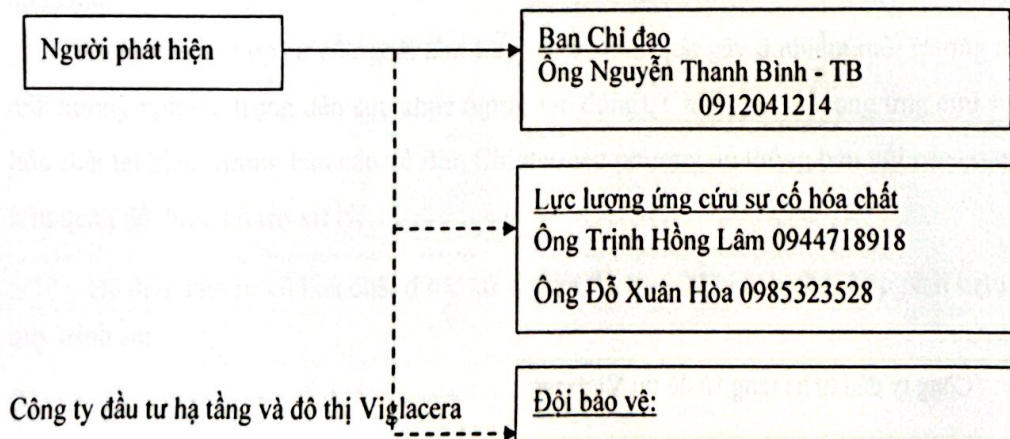 Người phát hiện
Ban Chỉ đạo
Ông Nguyễn Thanh Bình - TB
0912041214
Lực lượng ứng cứu sự cố hóa chất
Ông Trịnh Hồng Lâm 0944718918
Ông Đỗ Xuân Hòa 0985323528
Công ty đầu tư hạ tầng và đô thị Viglacera
Đội bảo vệ: